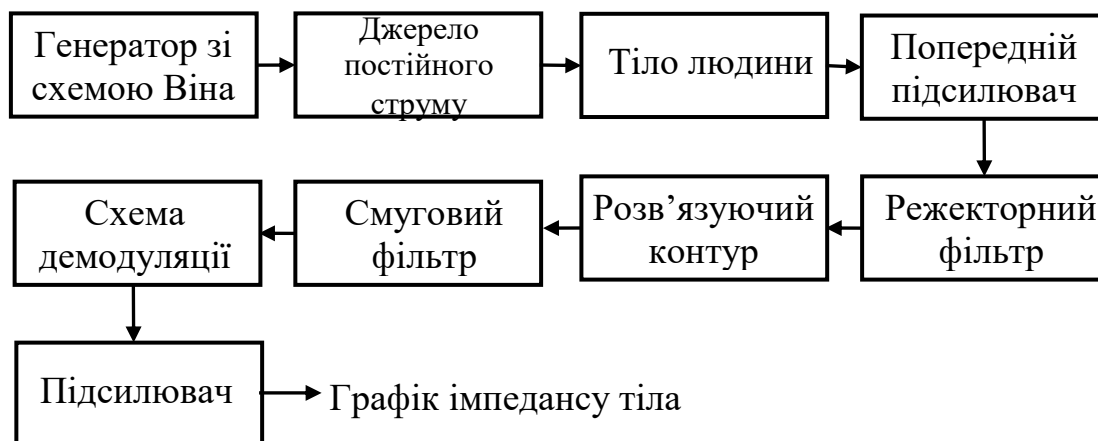 Генератор зі
схемою Віна
Джерело
постійного
струму
Тіло людини
Попередній
підсилювач
Схема
демодуляції
Смуговий
фільтр
Розв’язуючий
контур
Режекторний
фільтр
Підсилювач
Графік імпедансу тіла